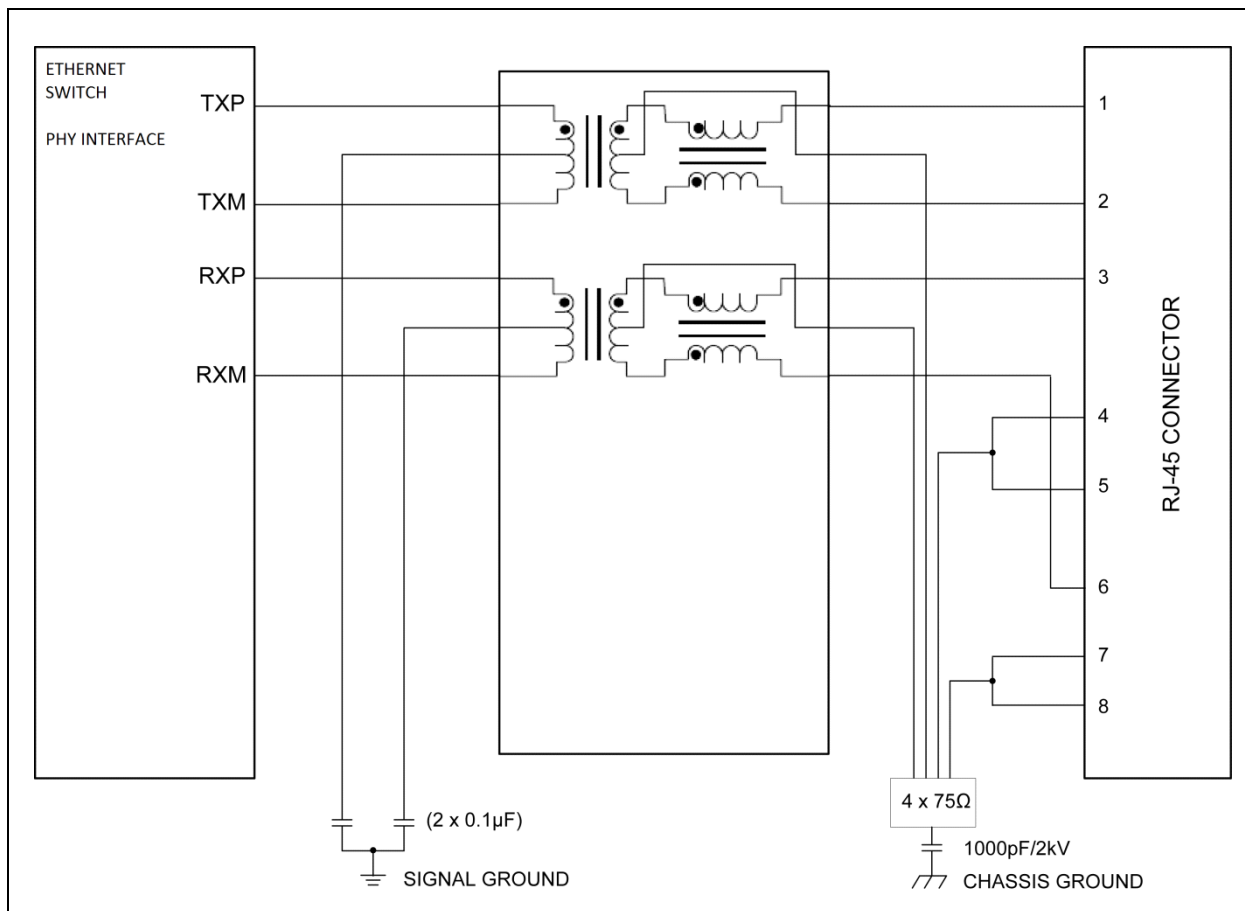 ETHERNET
SWITCH
PHY INTERFACE
TXP
TXM
RXP
RXM
1
2
3
4
5
6
7
8
RJ-45 CONNECTOR
(2 x 0.1µF)
SIGNAL GROUND
4 x 75Ω
1000pF/2kV
CHASSIS GROUND